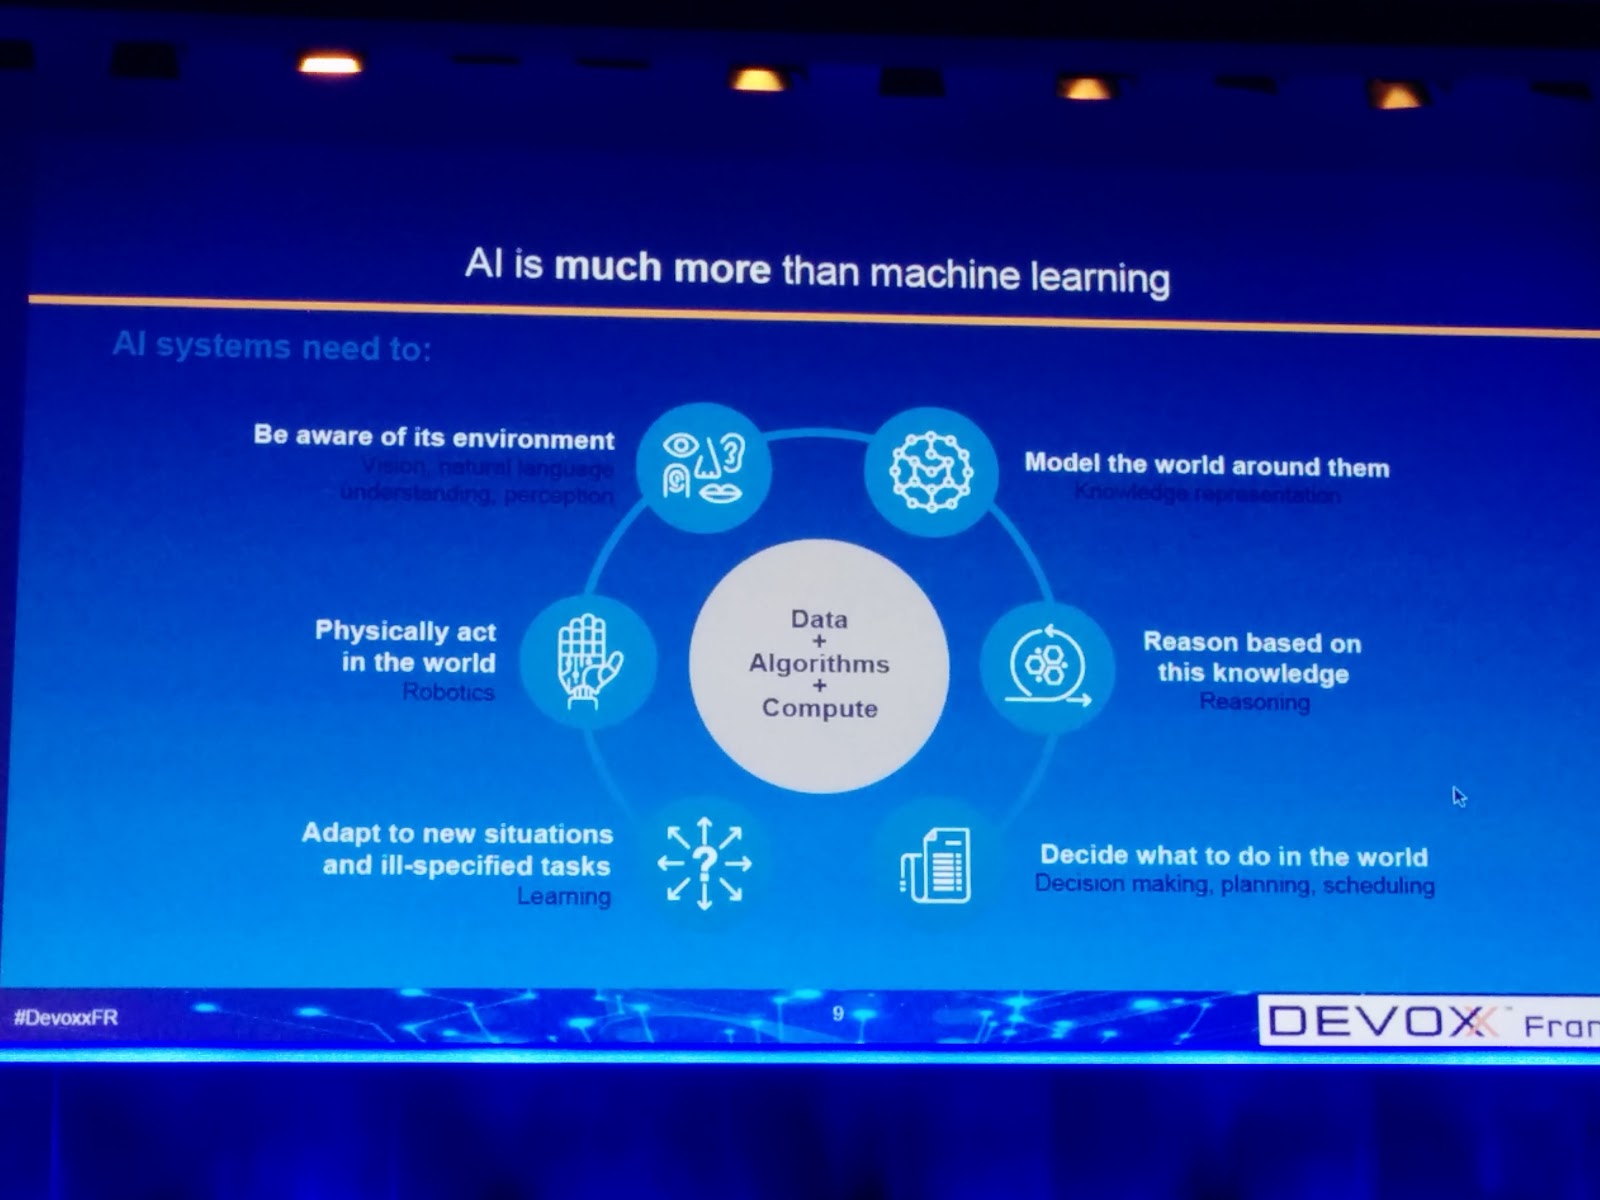 AI is much more than machine learning
AI systems need to:
Be aware of its environment
Vision, natural language
understanding, perception
Model the world around them
Knowledge representation
Physically act
in the world
Robotics
Data
+
Algorithms
+
Compute
Reason based on
this knowledge
Reasoning
Adapt to new situations
and ill-specified tasks
Learning
?
Decide what to do in the world
Decision making, planning, scheduling
#DevoxxFR
9
DEVOXX™ Fran